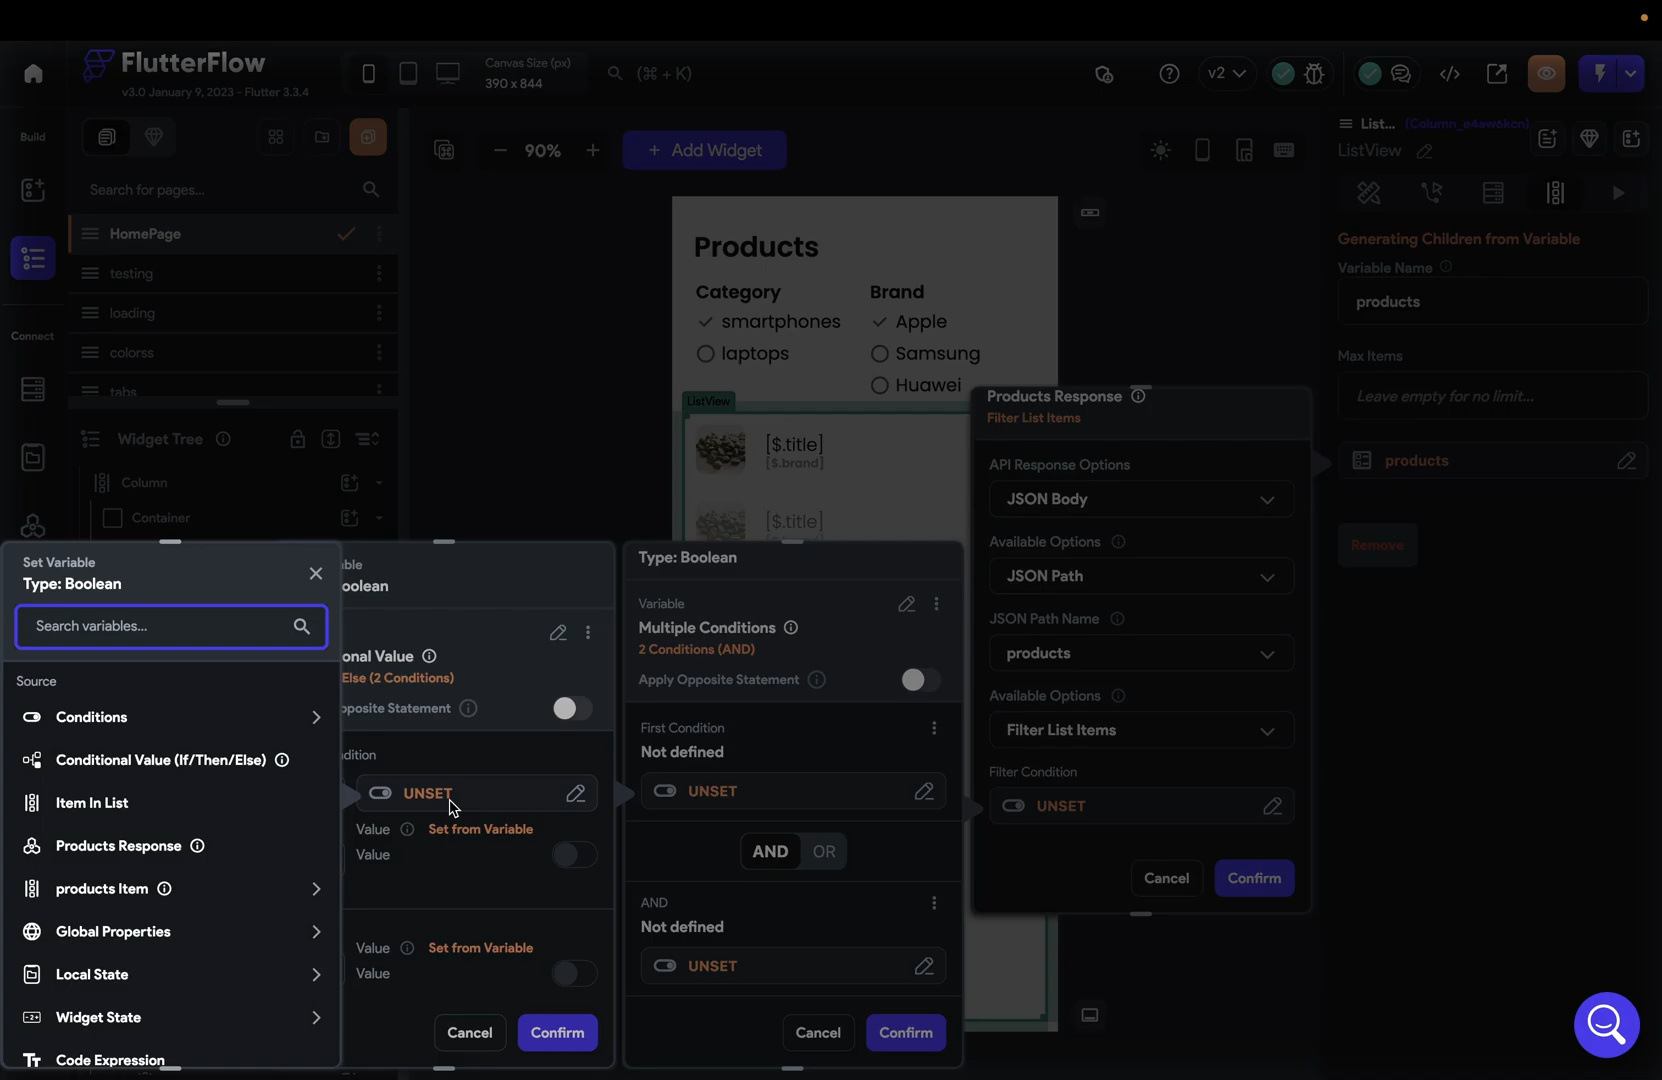 FlutterFlow
v3.0 January 9, 2023 - Flutter 3.3.4
Canvas Size (px)
390 x 844
(⌘ + K)
v2
Build
Search for pages...
HomePage
testing
loading
colorss
tabs
Connect
Widget Tree
Column
Container
90%
+ Add Widget
Products
Category
smartphones
laptops
Brand
Apple
Samsung
Huawei
ListView
[$.title]
[$.brand]
[$.title]
List... (Column_e4aw6kcn)
ListView
Generating Children from Variable
Variable Name
products
Max Items
Leave empty for no limit...
products
Remove
Products Response
Filter List Items
API Response Options
JSON Body
Available Options
JSON Path
JSON Path Name
products
Available Options
Filter List Items
Filter Condition
UNSET
Cancel
Confirm
Type: Boolean
Variable
Multiple Conditions
2 Conditions (AND)
Apply Opposite Statement
First Condition
Not defined
UNSET
AND OR
AND
Not defined
UNSET
Cancel
Confirm
ble
oolean
onal Value
Else (2 Conditions)
pposite Statement
dition
UNSET
Value Set from Variable
Value
Value Set from Variable
Value
Cancel
Confirm
Set Variable
Type: Boolean
Search variables...
Source
Conditions
Conditional Value (If/Then/Else)
Item In List
Products Response
products Item
Global Properties
Local State
Widget State
Code Expression